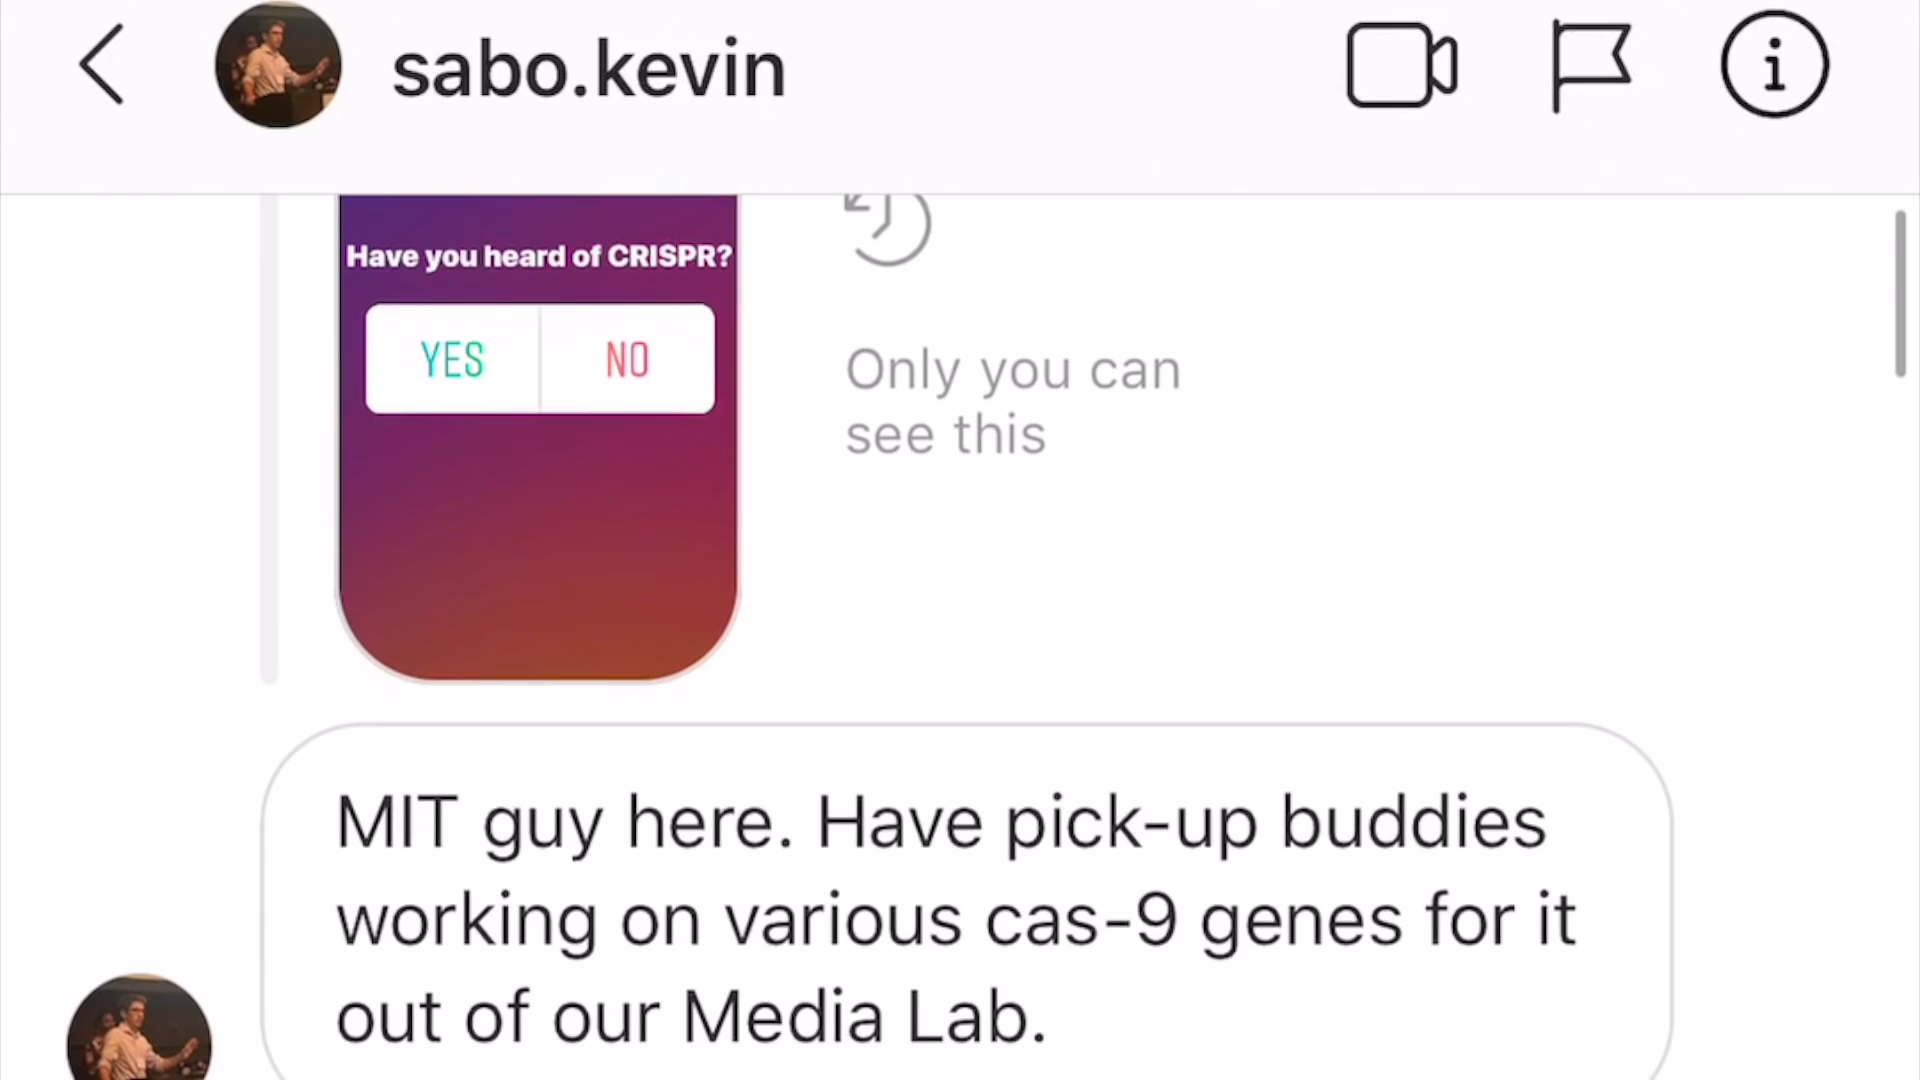 sabo.kevin
Have you heard of CRISPR?
YES NO
Only you can
see this
MIT guy here. Have pick-up buddies
working on various cas-9 genes for it
out of our Media Lab.